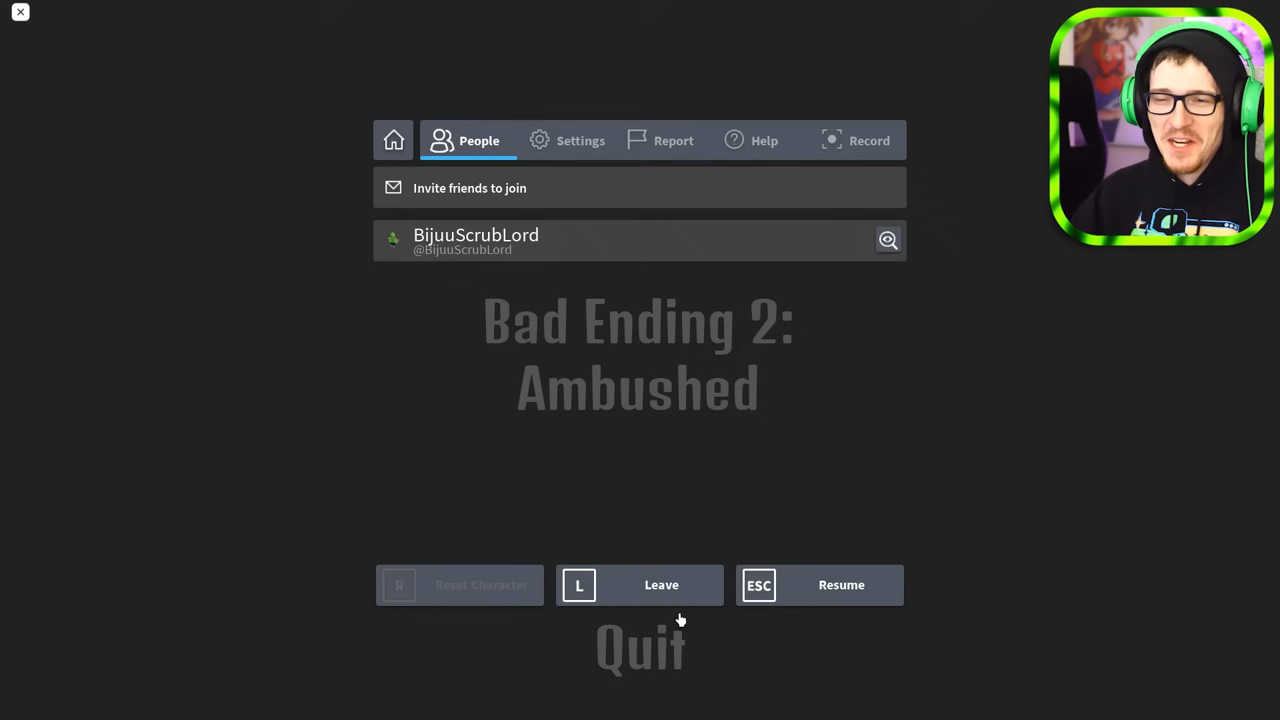 People
Settings
Report
Help
Record
Invite friends to join
BijuuScrubLord
@BijuuScrubLord
Bad Ending 2:
Ambushed
R Reset Character
L Leave
ESC Resume
Quit